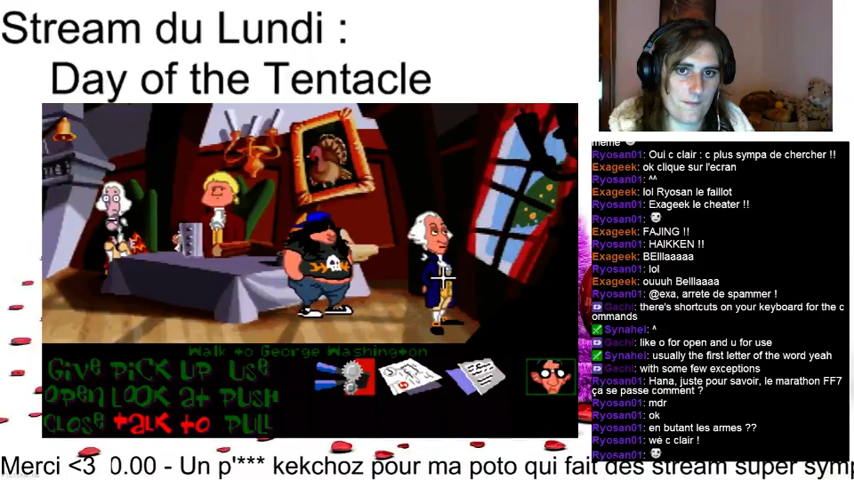 Stream du Lundi :
Day of the Tentacle
Walk to George Washington
Give Pick up Use
Open Look at Push
Close Talk to Pull
même
Ryosan01: Oui c clair : c plus sympa de chercher !!
Exageek: ok clique sur l'ecran
Ryosan01: ^^
Exageek: lol Ryosan le faillot
Ryosan01: Exageek le cheater !!
Ryosan01:
Exageek: FAJING !!
Ryosan01: HAIKKEN !!
Exageek: BElllaaaaa
Ryosan01: lol
Exageek: ouuuh Belllaaa
Ryosan01: @exa, arrete de spammer !
Gachi: there's shortcuts on your keyboard for the c
ommands
Synahel: ^
Gachi: like o for open and u for use
Synahel: usually the first letter of the word yeah
Gachi: with some few exceptions
Ryosan01: Hana, juste pour savoir, le marathon FF7
ça se passe comment ?
Ryosan01: mdr
Ryosan01: ok
Ryosan01: en butant les armes ??
Ryosan01: wé c clair !
Ryosan01:
Merci <3 0.00 - Un p'*** kekchoz pour ma poto qui fait des stream super symp